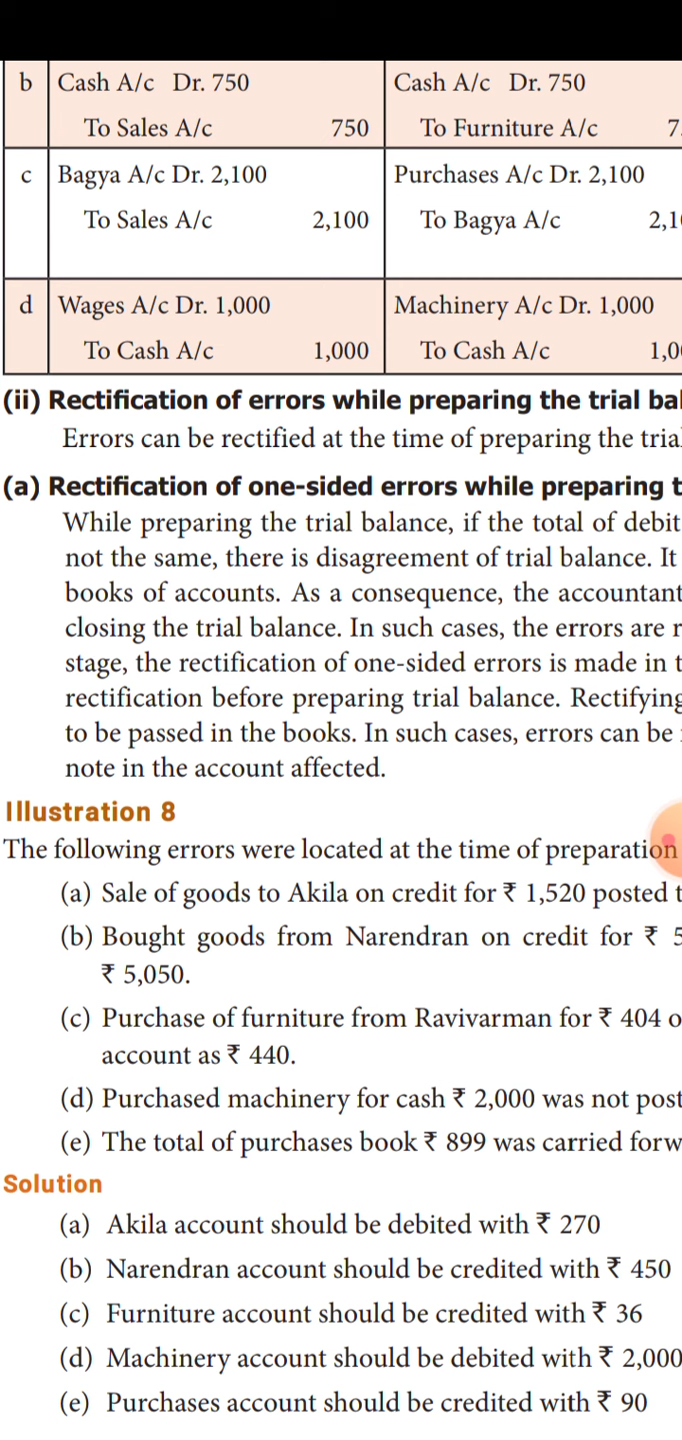 b Cash A/c Dr. 750 Cash A/c Dr. 750
To Sales A/c 750 To Furniture A/c 7
c Bagya A/c Dr. 2,100 Purchases A/c Dr. 2,100
To Sales A/c 2,100 To Bagya A/c 2,1
d Wages A/c Dr. 1,000 Machinery A/c Dr. 1,000
To Cash A/c 1,000 To Cash A/c 1,0
(ii) Rectification of errors while preparing the trial bal
Errors can be rectified at the time of preparing the tria
(a) Rectification of one-sided errors while preparing t
While preparing the trial balance, if the total of debit
not the same, there is disagreement of trial balance. It
books of accounts. As a consequence, the accountant
closing the trial balance. In such cases, the errors are r
stage, the rectification of one-sided errors is made in t
rectification before preparing trial balance. Rectifying
to be passed in the books. In such cases, errors can be
note in the account affected.
Illustration 8
The following errors were located at the time of preparation
(a) Sale of goods to Akila on credit for ₹ 1,520 posted t
(b) Bought goods from Narendran on credit for ₹ 5
₹ 5,050.
(c) Purchase of furniture from Ravivarman for ₹ 404 o
account as ₹ 440.
(d) Purchased machinery for cash ₹ 2,000 was not post
(e) The total of purchases book ₹ 899 was carried forw
Solution
(a) Akila account should be debited with ₹ 270
(b) Narendran account should be credited with ₹ 450
(c) Furniture account should be credited with ₹ 36
(d) Machinery account should be debited with ₹ 2,000
(e) Purchases account should be credited with ₹ 90